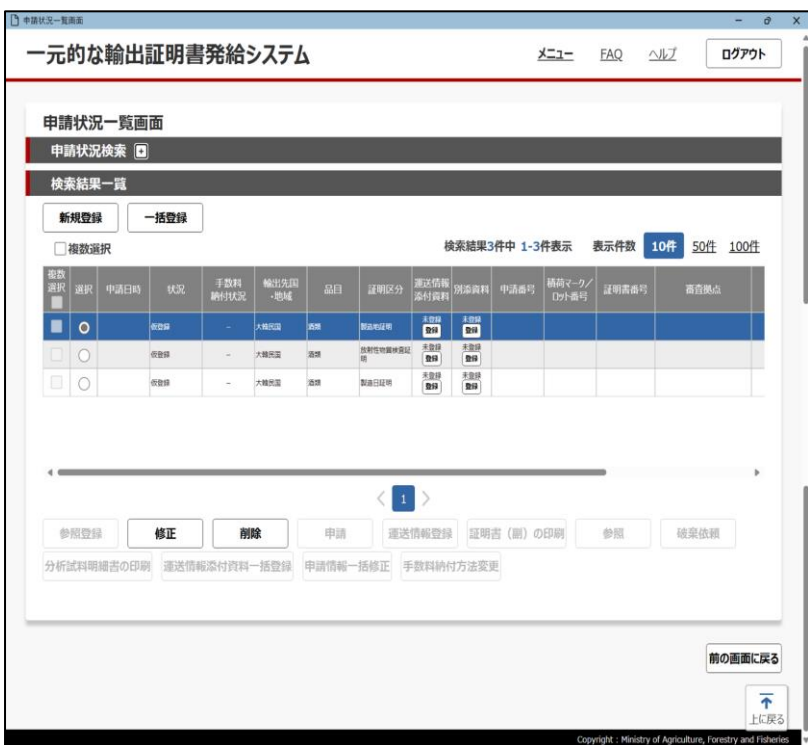 申請状況一覧画面
一元的な輸出証明書発給システム メニュー FAQ ヘルプ ログアウト
申請状況一覧画面
申請状況検索 +
検索結果一覧
新規登録 一括登録
複数選択 検索結果3件中 1-3件表示 表示件数 10件 50件 100件
複数選択 選択 申請日時 状況 手数料納付状況 輸出先国・地域 品目 証明区分 運送情報添付資料 別添資料 申請番号 積荷マーク／ロット番号 証明書番号 審査拠点
仮登録 － 大韓民国 酒類 製造地証明 未登録 登録 未登録 登録
仮登録 － 大韓民国 酒類 放射性物質検査証明 未登録 登録 未登録 登録
仮登録 － 大韓民国 酒類 製造日証明 未登録 登録 未登録 登録
1
参照登録 修正 削除 申請 運送情報登録 証明書（副）の印刷 参照 破棄依頼
分析試料明細書の印刷 運送情報添付資料一括登録 申請情報一括修正 手数料納付方法変更
前の画面に戻る
上に戻る
Copyright : Ministry of Agriculture, Forestry and Fisheries